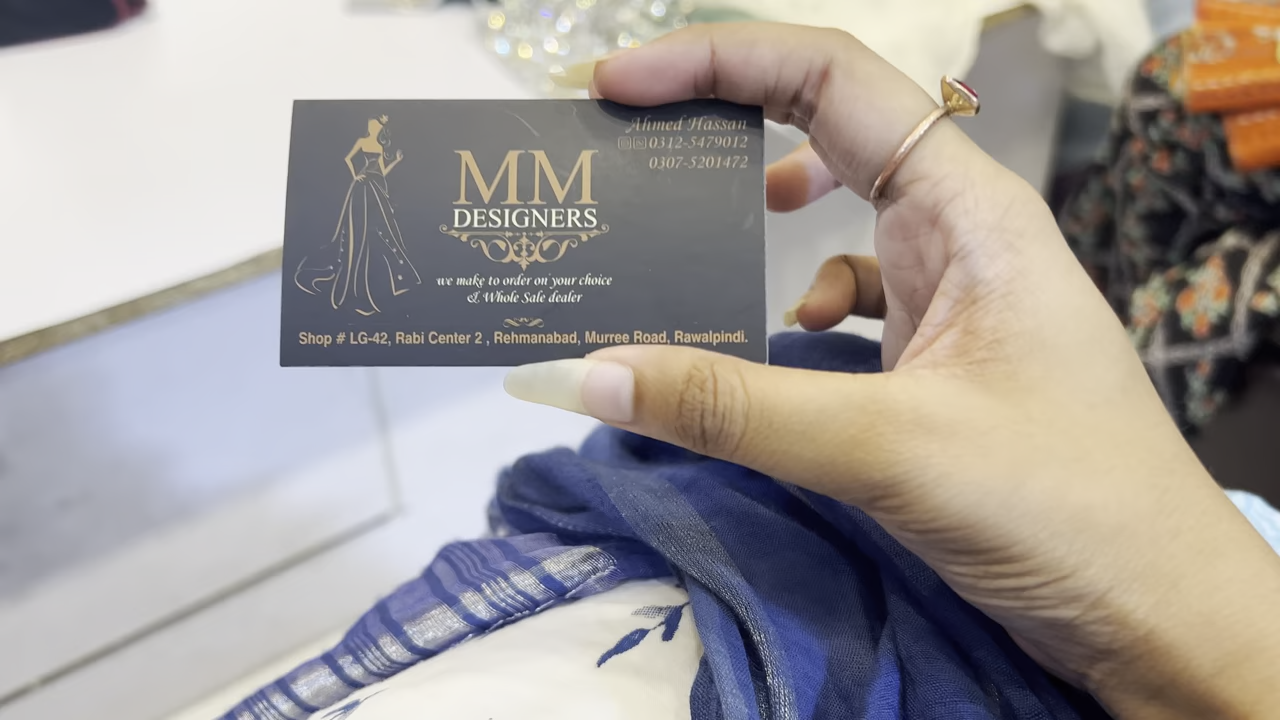 Ahmed Hassan
0312-5479012
0307-5201472
MM
DESIGNERS
we make to order on your choice
& Whole Sale dealer
Shop # LG-42, Rabi Center 2 , Rehmanabad, Murree Road, Rawalpindi.